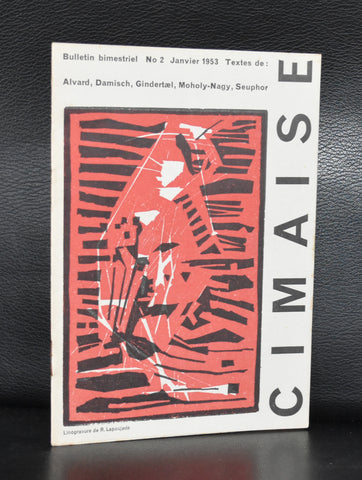 Bulletin bimestriel No 2 Janvier 1953 Textes de :
Alvard, Damisch, Gindertæl, Moholy-Nagy, Seuphor
CIMAISE
Linogravure de R. Lapoujade